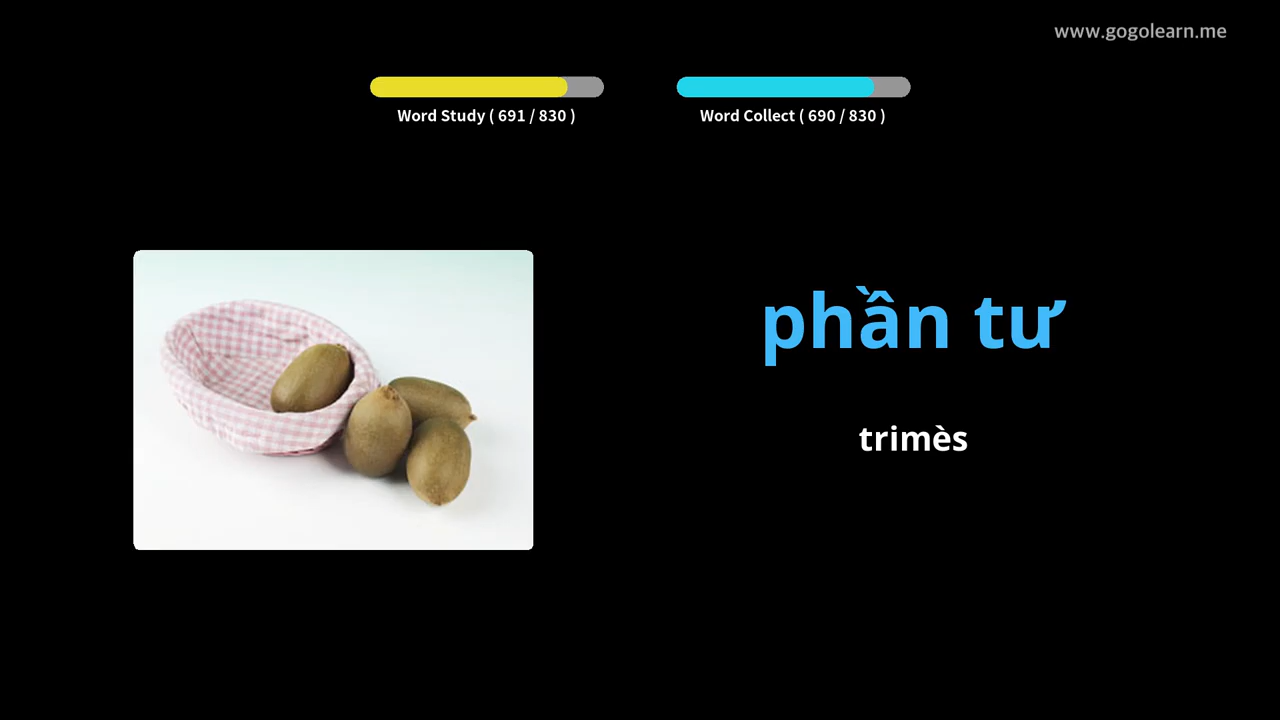 www.gogolearn.me
Word Study ( 691 / 830 )
Word Collect ( 690 / 830 )
phần tư
trimès